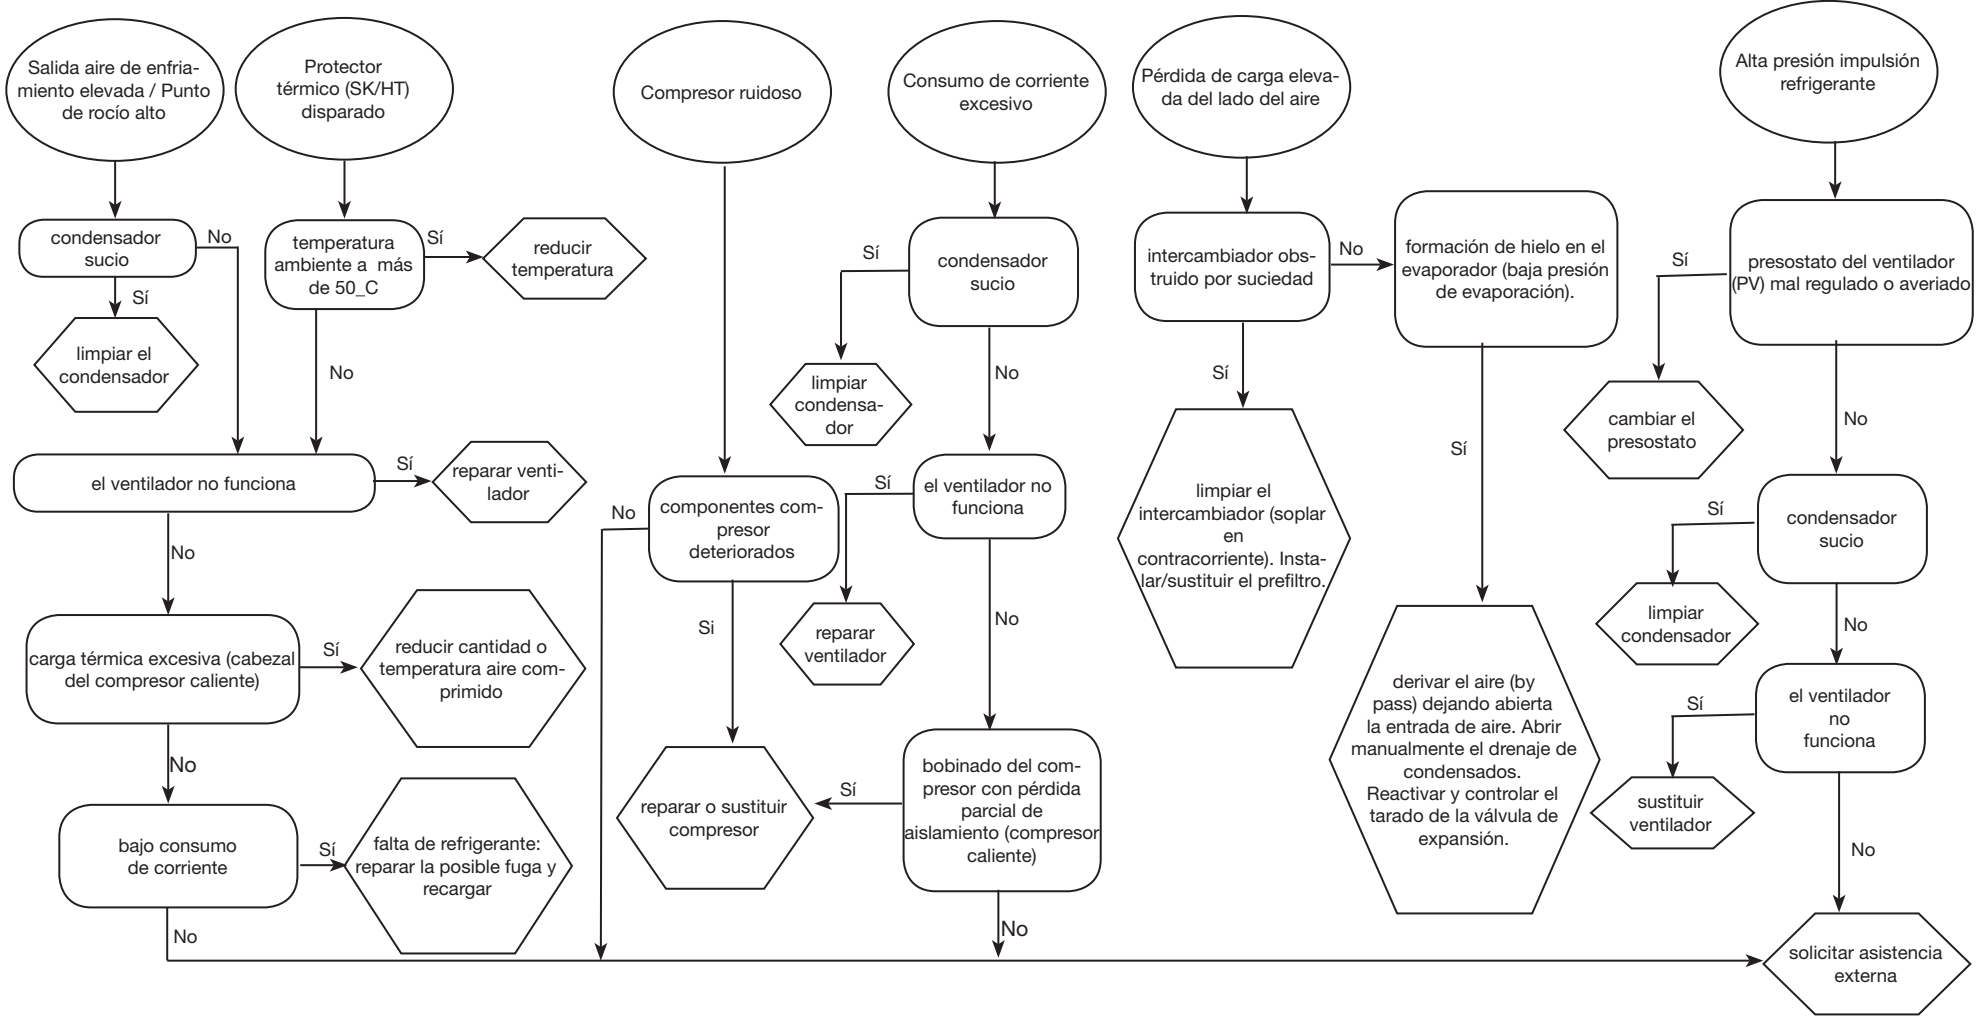 Salida aire de enfria-
miento elevada / Punto
de rocío alto
condensador
sucio
No
Sí
limpiar el
condensador
Protector
térmico (SK/HT)
disparado
temperatura
ambiente a  más
de 50_C
Sí
reducir
temperatura
No
el ventilador no funciona
Sí
reparar venti-
lador
No
carga térmica excesiva (cabezal
del compresor caliente)
Sí
reducir cantidad o
temperatura aire com-
primido
No
bajo consumo
de corriente
Sí
falta de refrigerante:
reparar la posible fuga y
recargar
No
Compresor ruidoso
componentes com-
presor
deteriorados
No
Si
reparar o sustituir
compresor
Consumo de corriente
excesivo
condensador
sucio
Sí
limpiar
condensa-
dor
No
el ventilador no
funciona
Sí
reparar
ventilador
No
bobinado del com-
presor con pérdida
parcial de
aislamiento (compresor
caliente)
Sí
No
Pérdida de carga eleva-
da del lado del aire
intercambiador obs-
truido por suciedad
No
Sí
limpiar el
intercambiador (soplar
en
contracorriente). Insta-
lar/sustituir el prefiltro.
formación de hielo en el
evaporador (baja presión
de evaporación).
Sí
derivar el aire (by
pass) dejando abierta
la entrada de aire. Abrir
manualmente el drenaje de
condensados.
Reactivar y controlar el
tarado de la válvula de
expansión.
Alta presión impulsión
refrigerante
presostato del ventilador
(PV) mal regulado o averiado
Sí
cambiar el
presostato
No
condensador
sucio
Sí
limpiar
condensador
No
el ventilador
no
funciona
Sí
sustituir
ventilador
No
solicitar asistencia
externa